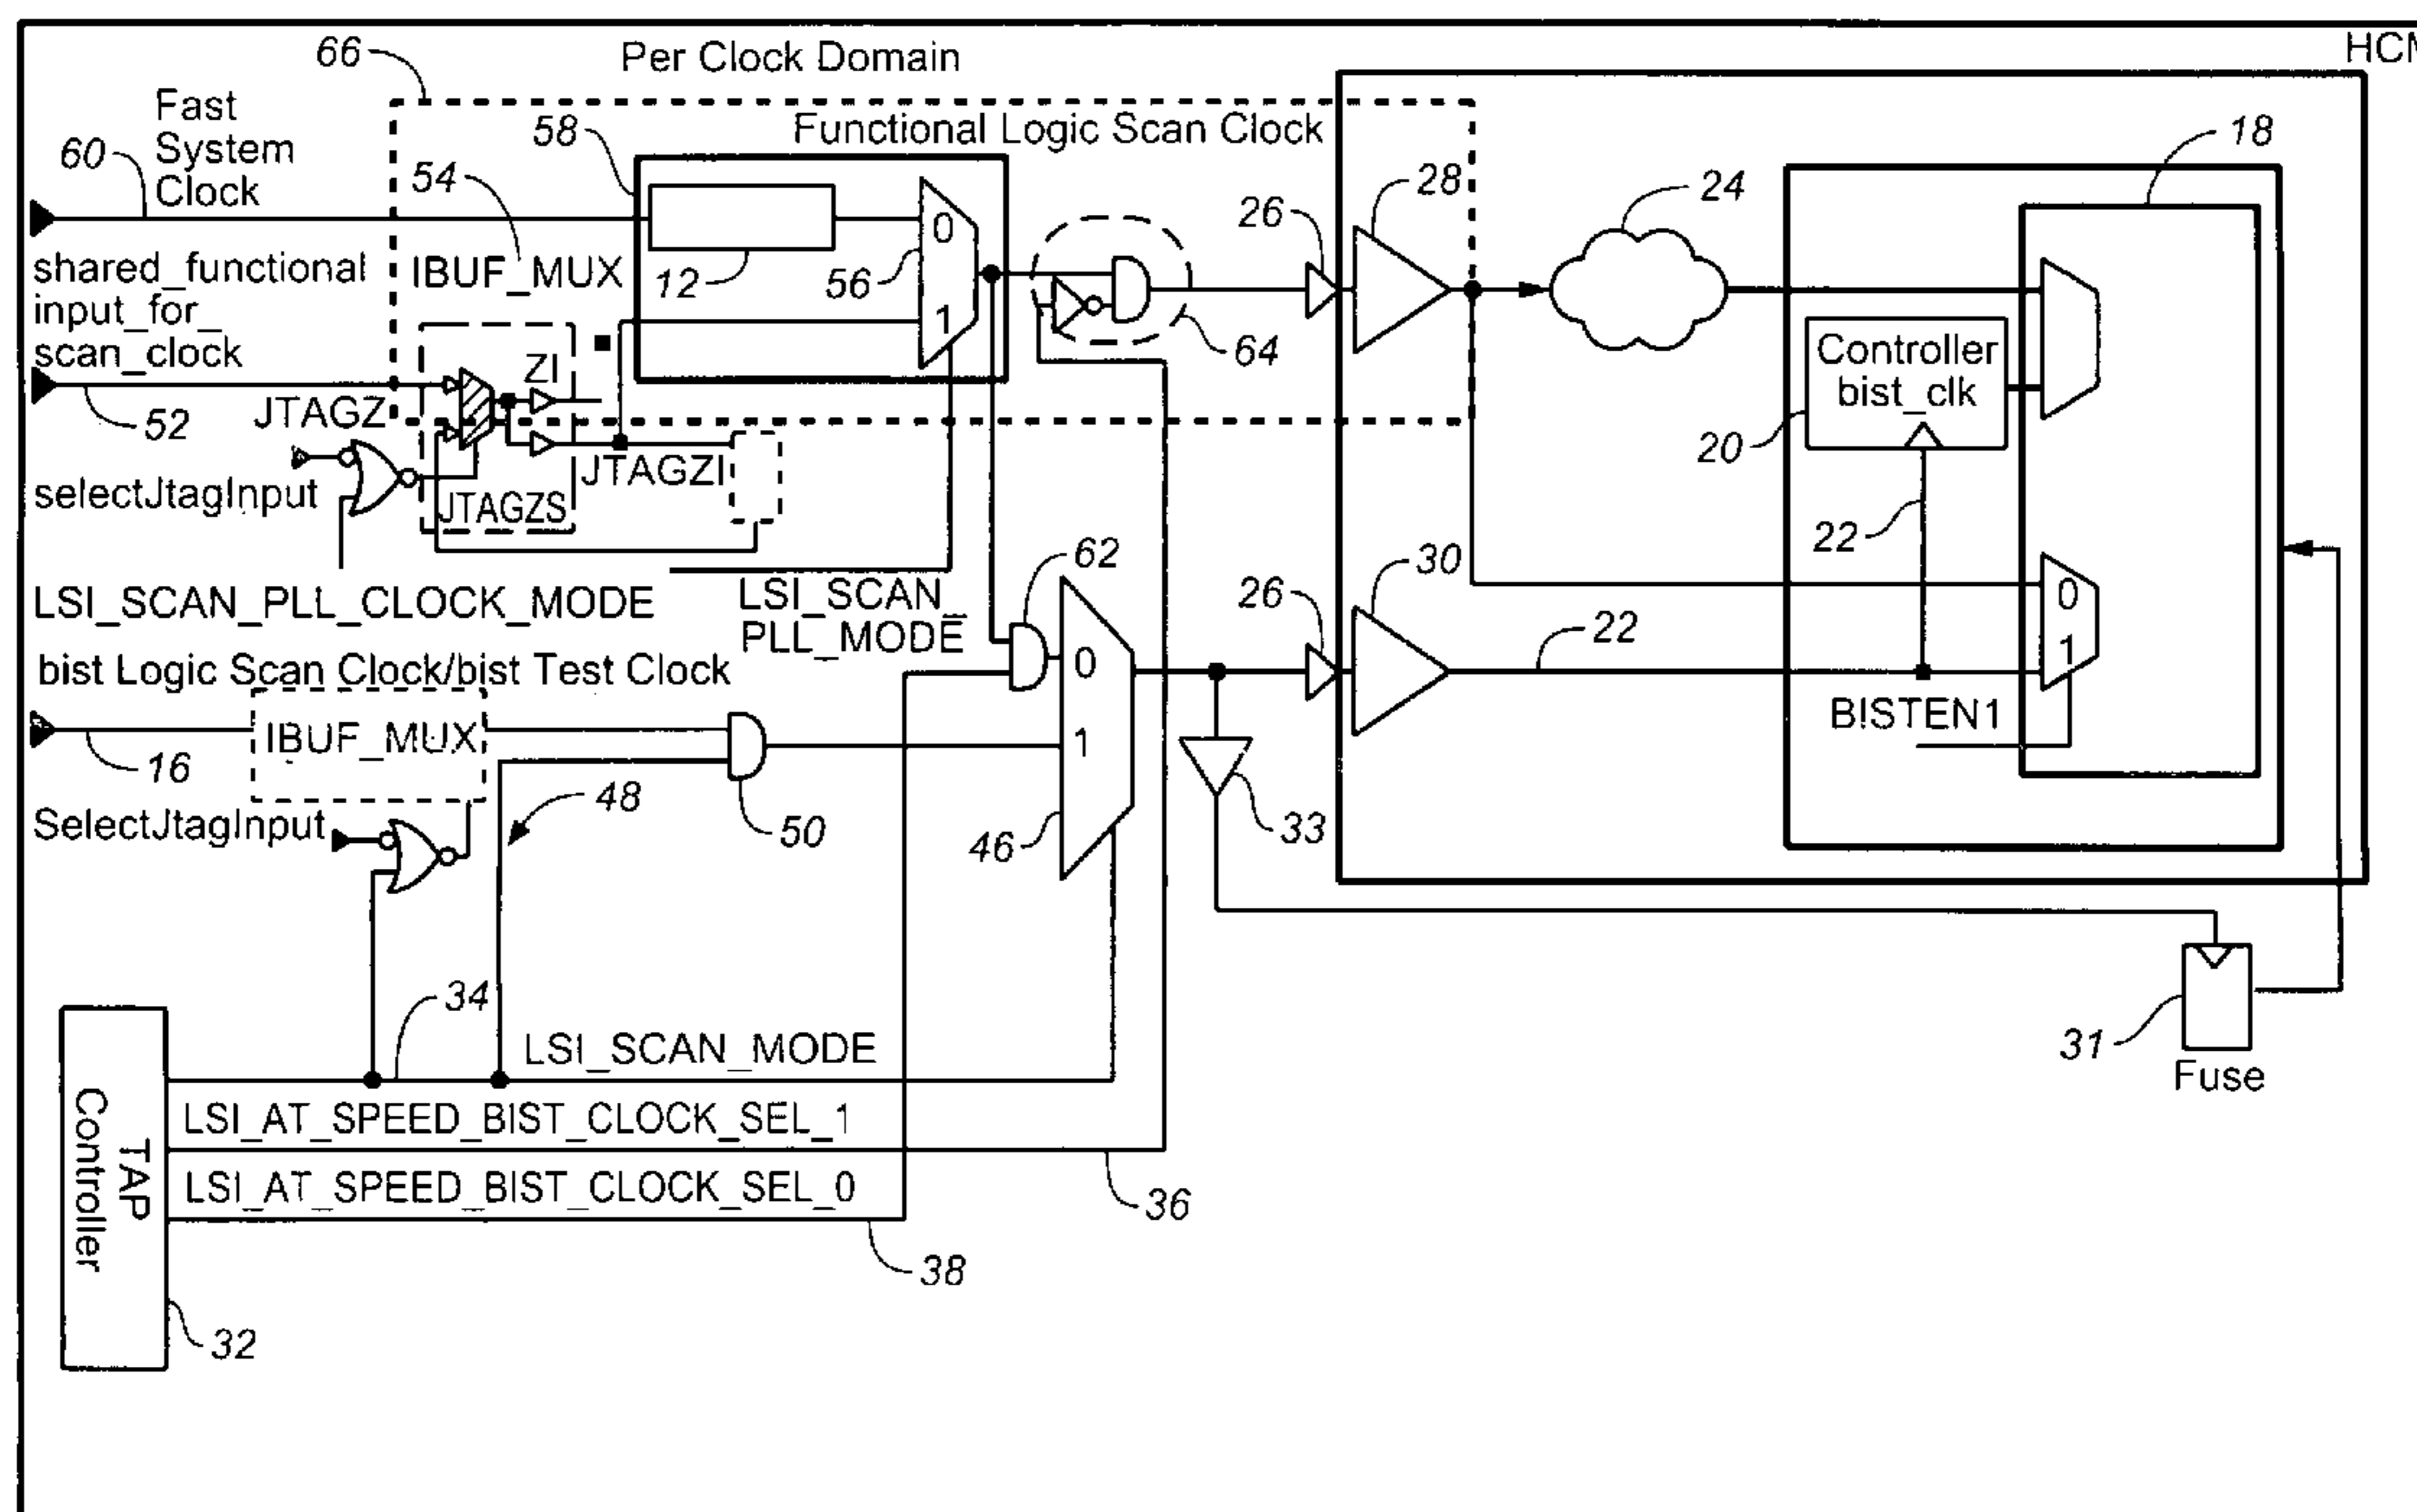 HCM
66
Per Clock Domain
Fast
System
Clock
60
58
Functional Logic Scan Clock
18
54
28
24
26
shared_functional
input_for_
scan_clock
IBUF_MUX
12
56
0
1
64
Controller
bist_clk
20
ZI
52
JTAGZ
selectJtagInput
JTAGZI
JTAGZS
22
62
26
30
LSI_SCAN_PLL_CLOCK_MODE
LSI_SCAN_
PLL_MODE
0
1
22
0
1
bist Logic Scan Clock/bist Test Clock
BISTEN1
16
IBUF_MUX
48
50
46
33
SelectJtagInput
34
LSI_SCAN_MODE
31
Fuse
LSI_AT_SPEED_BIST_CLOCK_SEL_1
LSI_AT_SPEED_BIST_CLOCK_SEL_0
36
38
TAP
Controller
32